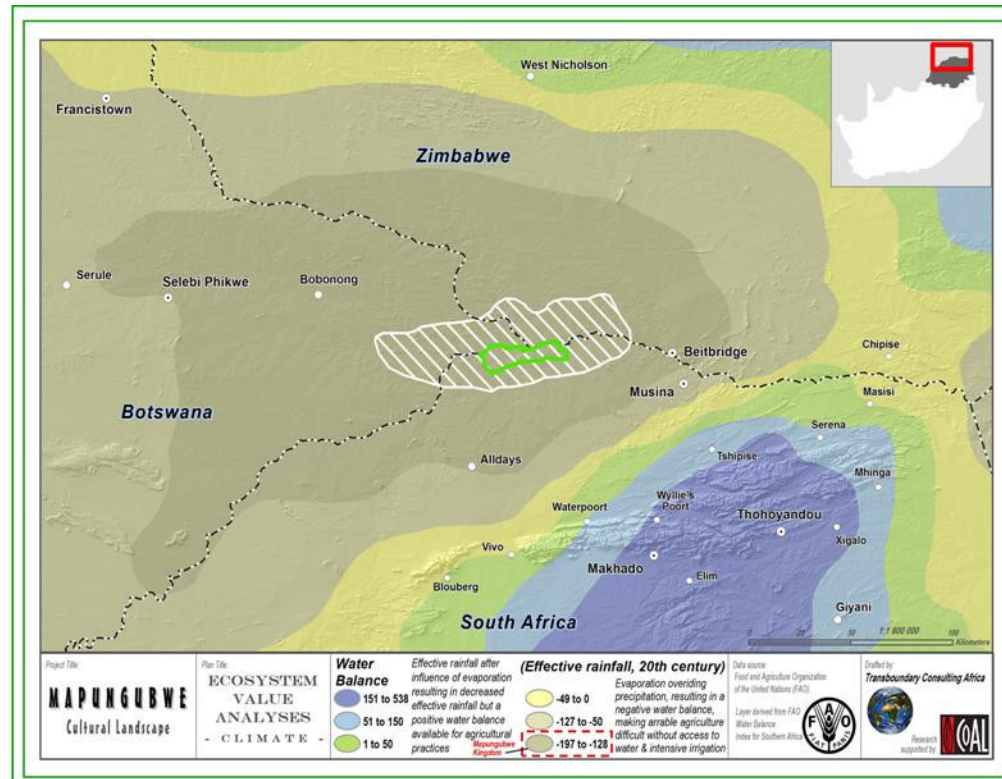 West Nicholson
Francistown
Zimbabwe
Serule
Selebi Phikwe
Bobonong
Chipise
Beitbridge
Musina
Masisi
Botswana
Serena
Alldays
Tshipise
Mhinga
Waterpoort
Wyllie's
Poort
Thohoyandou
Xigalo
Vivo
Makhado
Blouberg
Elim
Giyani
South Africa
1:1 600 000
50
100
Kilometers
Project Title:
MAPUNGUBWE
Cultural Landscape
Plan Title:
ECOSYSTEM
VALUE
ANALYSES
- CLIMATE -
Water
Balance
151 to 538
51 to 150
1 to 50
Effective rainfall after
influence of evaporation
resulting in decreased
effective rainfall but a
positive water balance
available for agricultural
practices
(Effective rainfall, 20th century)
-49 to 0
-127 to -50
-197 to -128
Mapungubwe
Kingdom
Evaporation overiding
precipitation, resulting in a
negative water balance,
making arrable agriculture
difficult without access to
water & intensive irrigation
Data source:
Food and Agriculture Organization
of the United Nations (FAO)
Layer derived from FAO
Water Balance
Index for Southern Africa
FAO
FIAT PANIS
Drafted by:
Transboundary Consulting Africa
Research
supported by:
COAL